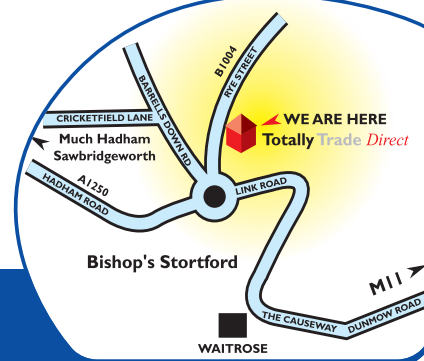 B1004
RYE STREET
BARRELLS DOWN RD
WE ARE HERE
CRICKETFIELD LANE
Totally Trade Direct
Much Hadham
Sawbridgeworth
A1250
HADHAM ROAD
LINK ROAD
Bishop's Stortford
M11
THE CAUSEWAY
DUNMOW ROAD
WAITROSE